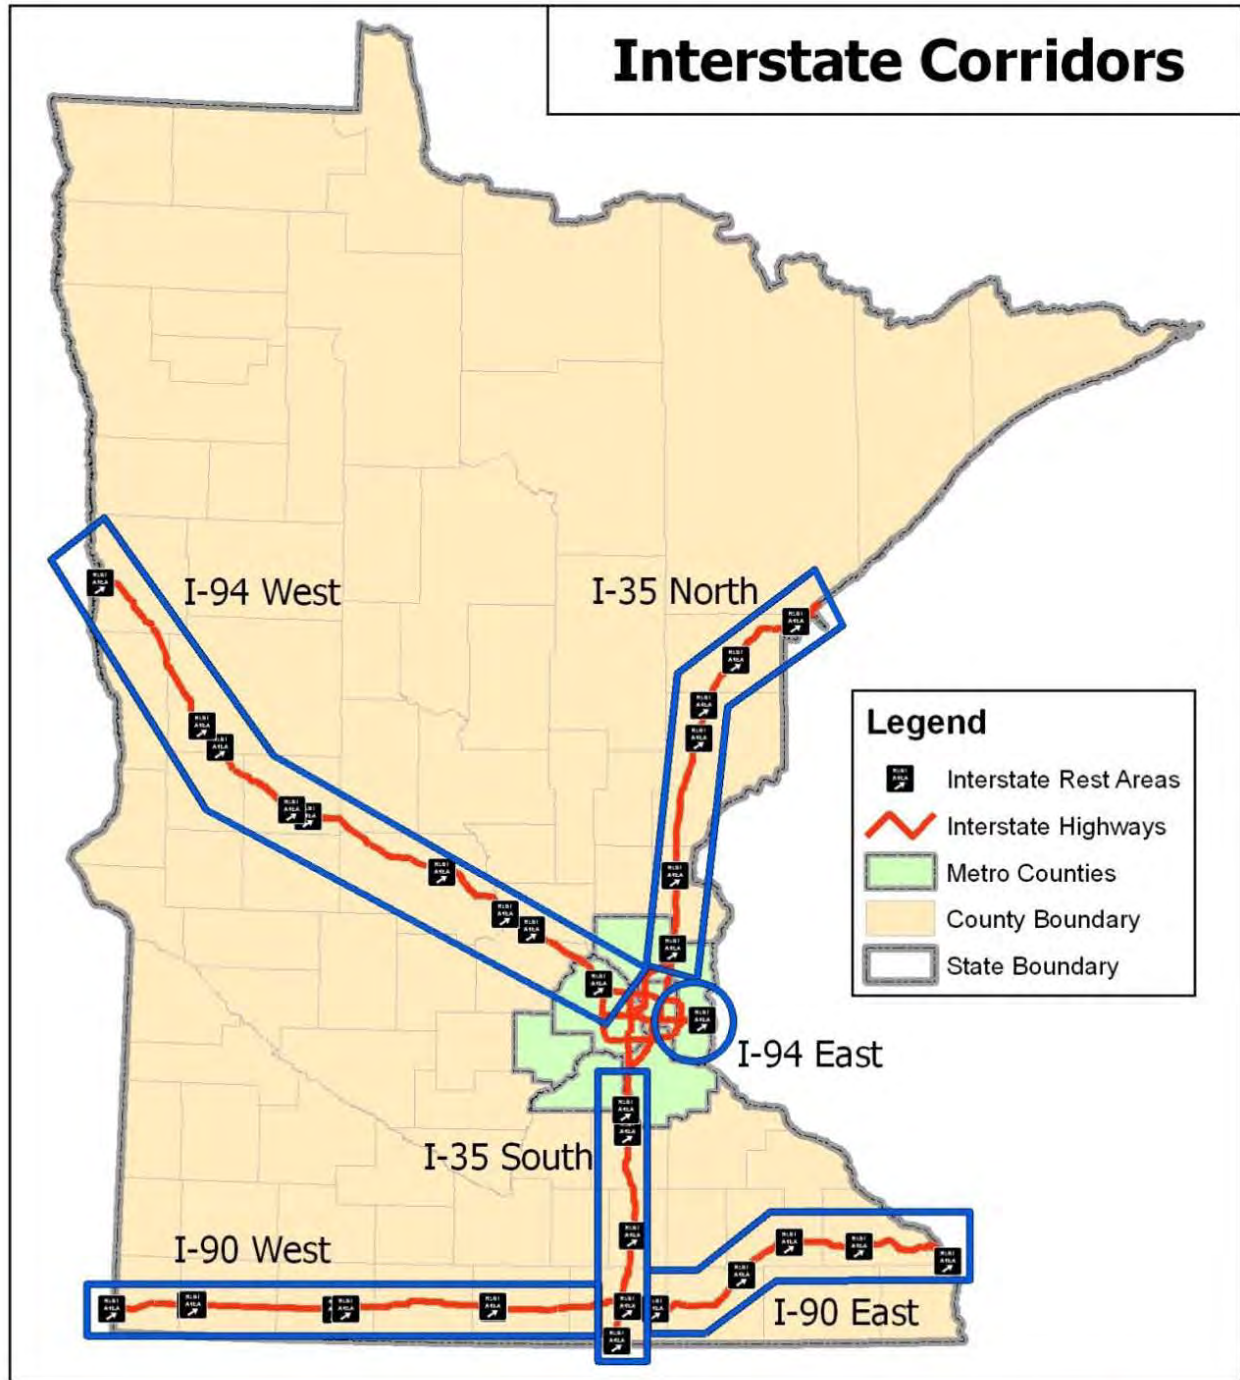 Interstate Corridors
I-94 West
I-35 North
Legend
Interstate Rest Areas
Interstate Highways
Metro Counties
County Boundary
State Boundary
I-94 East
I-35 South
I-90 West
I-90 East